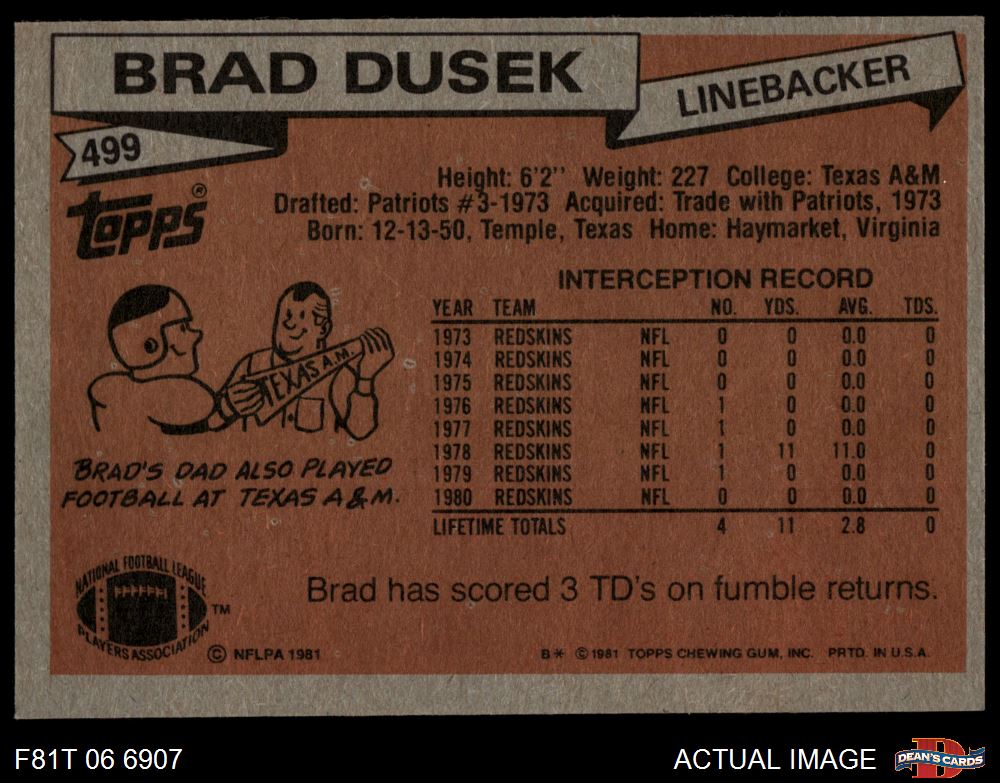 BRAD DUSEK
LINEBACKER
499
Topps®
Height: 6'2'' Weight: 227 College: Texas A&M
Drafted: Patriots #3-1973 Acquired: Trade with Patriots, 1973
Born: 12-13-50, Temple, Texas Home: Haymarket, Virginia
INTERCEPTION RECORD
YEAR TEAM NO. YDS. AVG. TDS.
1973 REDSKINS NFL 0 0 0.0 0
1974 REDSKINS NFL 0 0 0.0 0
1975 REDSKINS NFL 0 0 0.0 0
1976 REDSKINS NFL 1 0 0.0 0
1977 REDSKINS NFL 1 0 0.0 0
1978 REDSKINS NFL 1 11 11.0 0
1979 REDSKINS NFL 1 0 0.0 0
1980 REDSKINS NFL 0 0 0.0 0
LIFETIME TOTALS 4 11 2.8 0
TEXAS A.M.
BRAD'S DAD ALSO PLAYED
FOOTBALL AT TEXAS A & M.
Brad has scored 3 TD's on fumble returns.
NATIONAL FOOTBALL LEAGUE
PLAYERS ASSOCIATION
TM
© NFLPA 1981
B* © 1981 TOPPS CHEWING GUM, INC. PRTD. IN U.S.A.
F81T 06 6907
ACTUAL IMAGE
D
DEAN'S CARDS